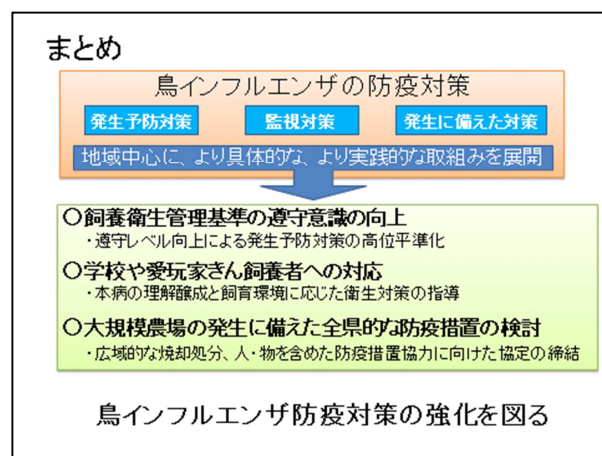 まとめ
鳥インフルエンザの防疫対策
発生予防対策 監視対策 発生に備えた対策
地域中心に、より具体的な、より実践的な取組みを展開
○飼養衛生管理基準の遵守意識の向上
・遵守レベル向上による発生予防対策の高位平準化
○学校や愛玩家きん飼養者への対応
・本病の理解醸成と飼育環境に応じた衛生対策の指導
○大規模農場の発生に備えた全県的な防疫措置の検討
・広域的な焼却処分、人・物を含めた防疫措置協力に向けた協定の締結
鳥インフルエンザ防疫対策の強化を図る